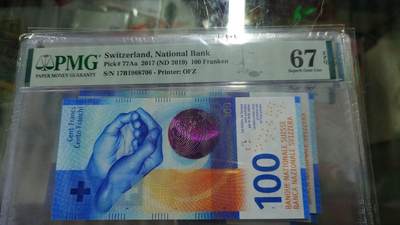 PMG
PAPER MONEY GUARANTY
Switzerland, National Bank
Pick# 77Aa 2017 (ND 2019) 100 Franken
S/N 17B1068706 - Printer: OFZ
67 EPQ
Superb Gem Unc
Cent Francs
Cento Franchi
100
BANQUE NATIONALE SUISSE
BANCA NAZIONALE SVIZZERA